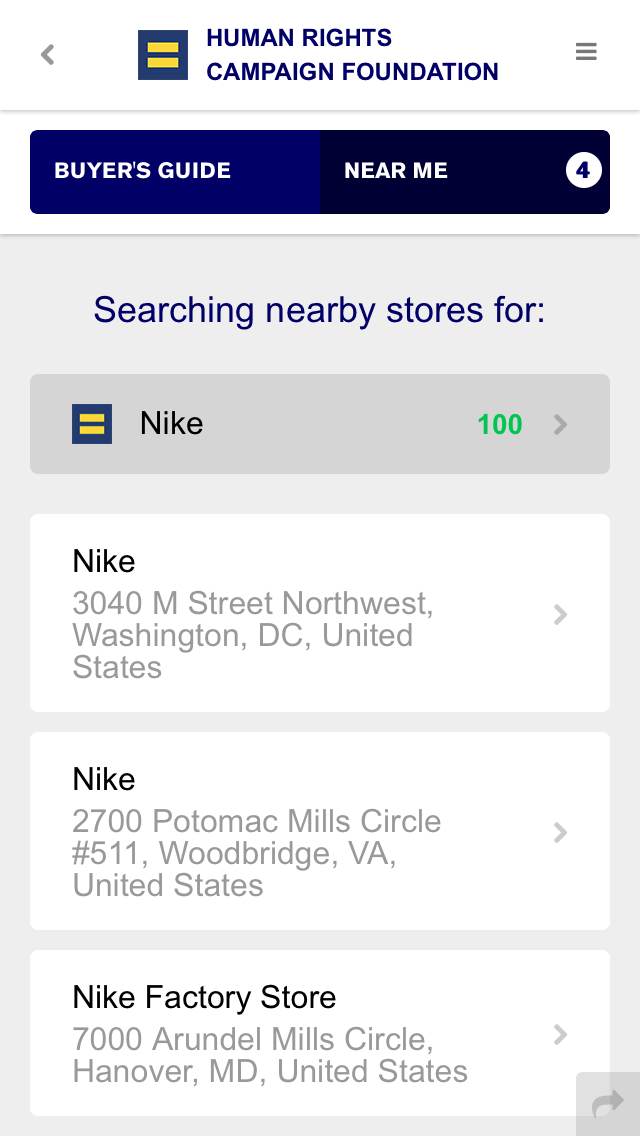 HUMAN RIGHTS
CAMPAIGN FOUNDATION
BUYER'S GUIDE
NEAR ME
4
Searching nearby stores for:
Nike
100
Nike
3040 M Street Northwest,
Washington, DC, United
States
Nike
2700 Potomac Mills Circle
#511, Woodbridge, VA,
United States
Nike Factory Store
7000 Arundel Mills Circle,
Hanover, MD, United States